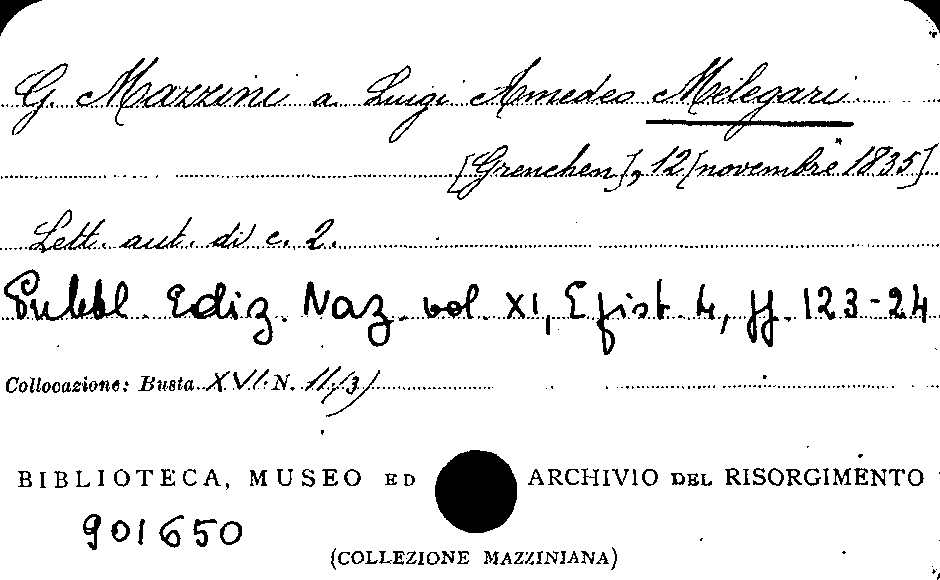 G. Mazzini a Luigi Amedeo Melegari
[Grenchen], 12 [novembre 1835].
Lett. aut. di c. 2.
Pubbl. Ediz. Naz. vol. XI, Epist. 4, pp. 123-24
Collocazione: Busta XVI N. 11(3)
BIBLIOTECA, MUSEO ED ARCHIVIO DEL RISORGIMENTO
901650
(COLLEZIONE MAZZINIANA)